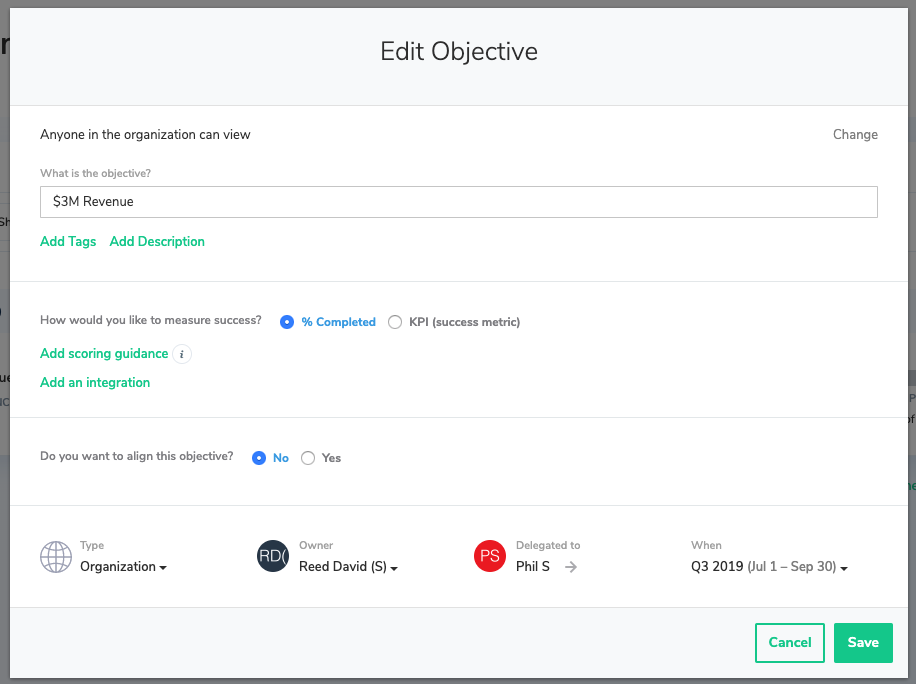 Edit Objective
Anyone in the organization can view Change
What is the objective?
$3M Revenue
Add Tags Add Description
How would you like to measure success? % Completed KPI (success metric)
Add scoring guidance i
Add an integration
Do you want to align this objective? No Yes
Type Owner Delegated to When
RD( PS
Organization Reed David (S) Phil S Q3 2019 (Jul 1 – Sep 30)
Cancel Save